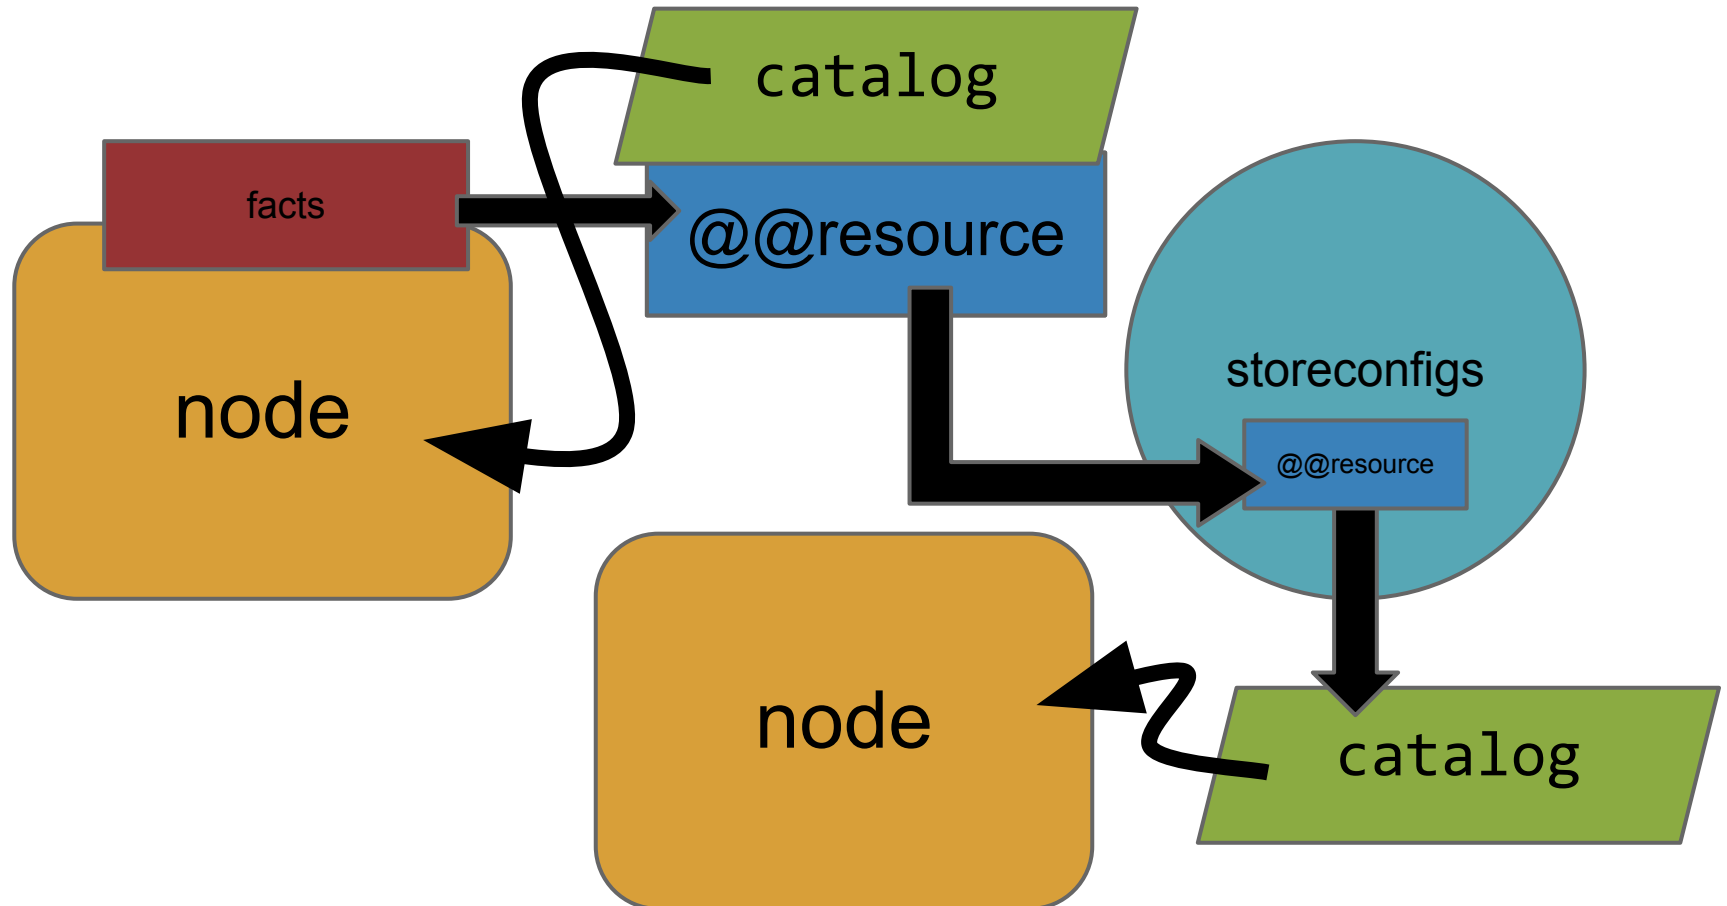 catalog
facts
@@resource
node
storeconfigs
@@resource
node
catalog